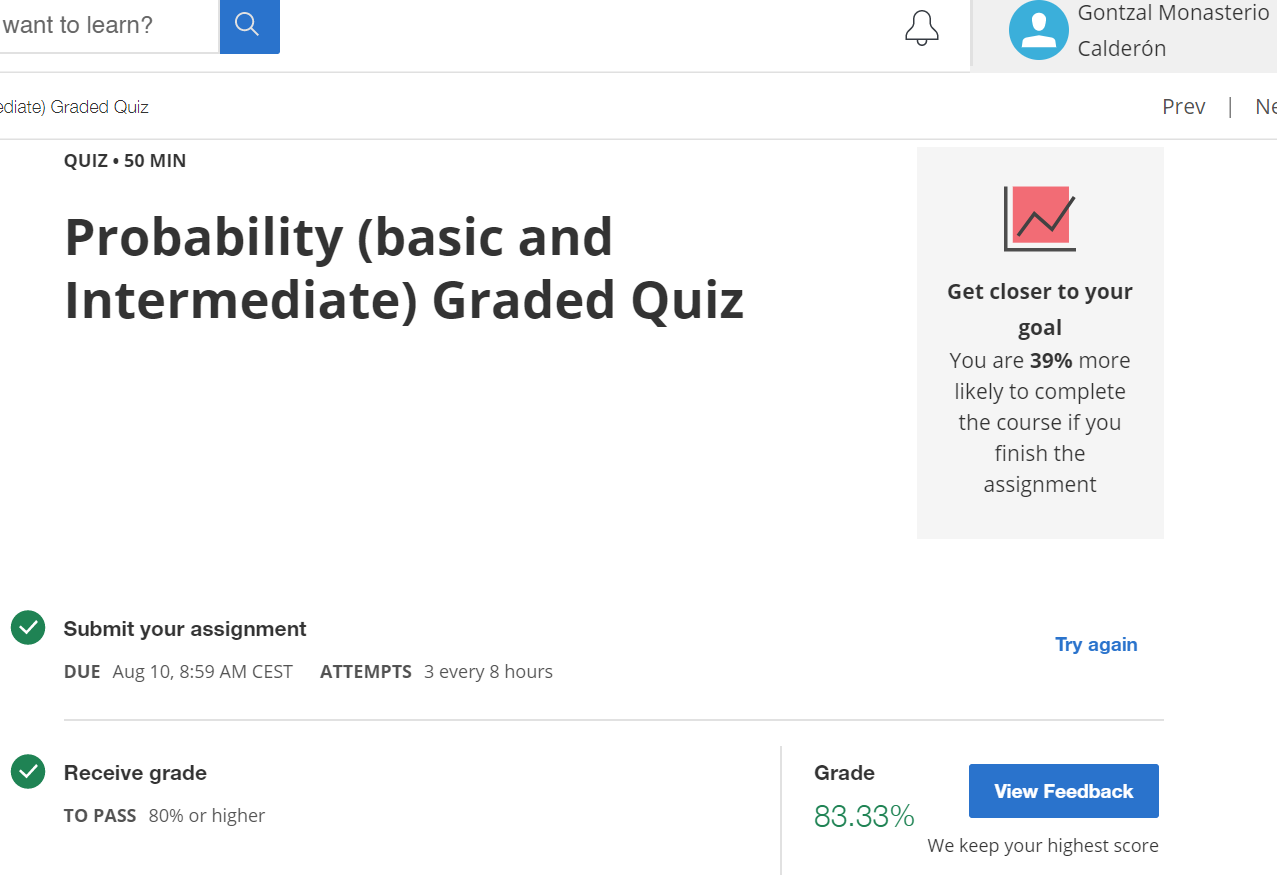 want to learn?
Gontzal Monasterio
Calderón
ediate) Graded Quiz
Prev | Ne
QUIZ • 50 MIN
Probability (basic and
Intermediate) Graded Quiz
Get closer to your
goal
You are 39% more
likely to complete
the course if you
finish the
assignment
Submit your assignment
DUE Aug 10, 8:59 AM CEST ATTEMPTS 3 every 8 hours
Try again
Receive grade
TO PASS 80% or higher
Grade
83.33%
View Feedback
We keep your highest score